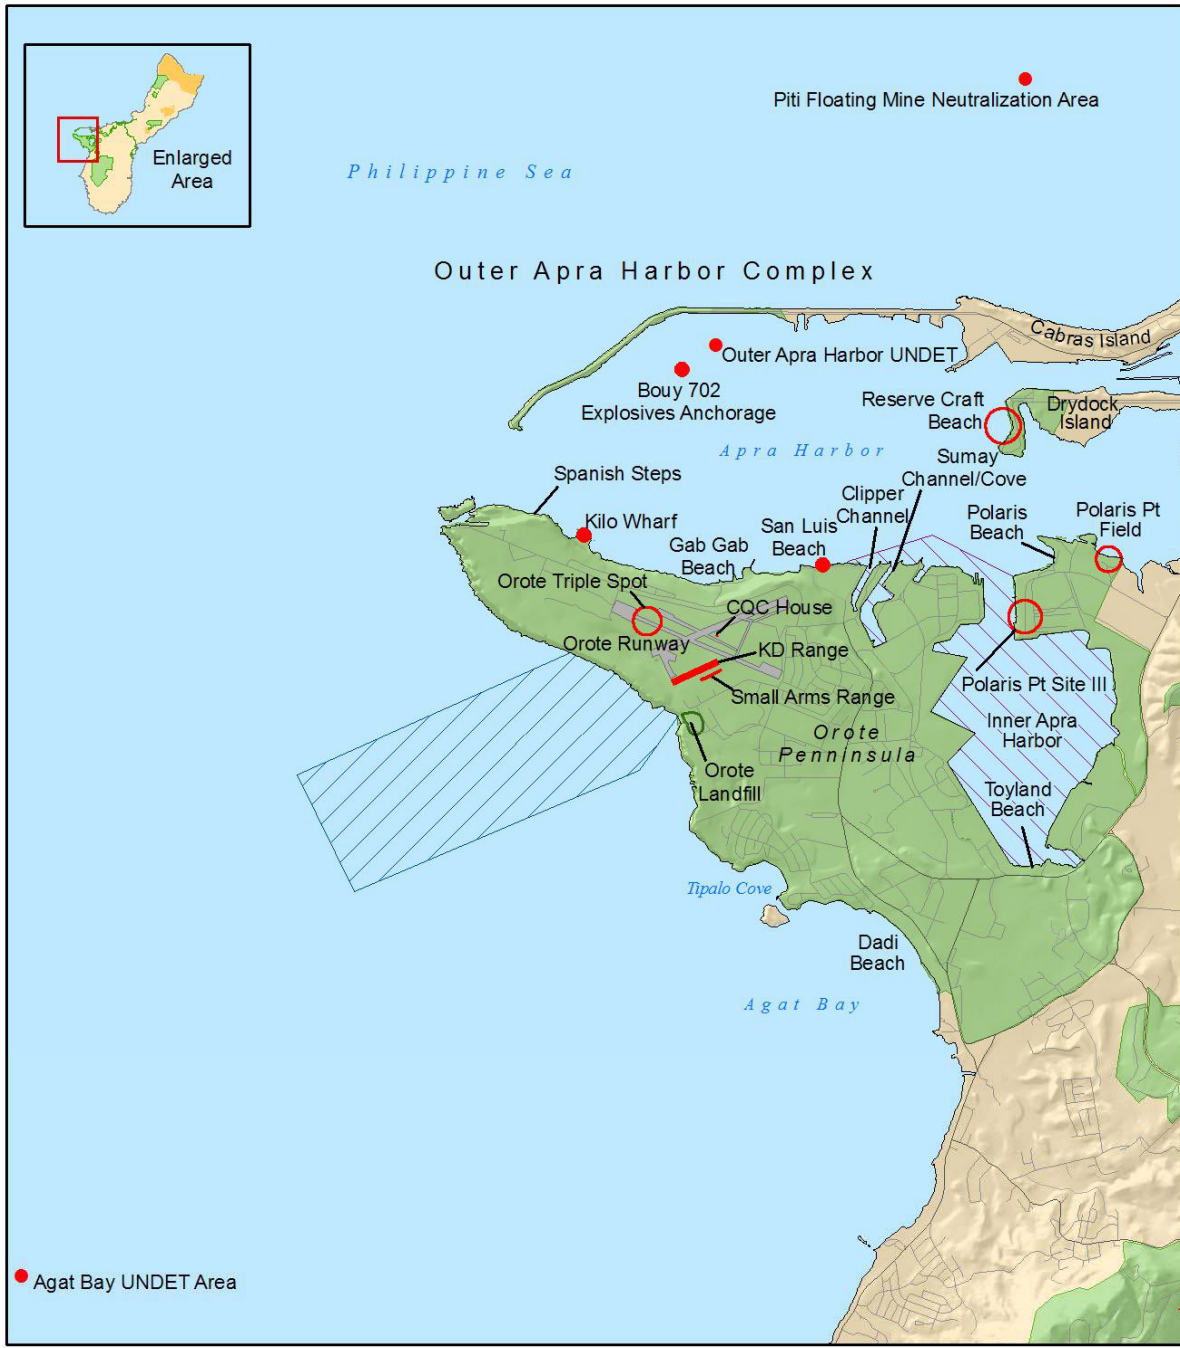 Piti Floating Mine Neutralization Area
Enlarged
Area
Philippine Sea
Outer Apra Harbor Complex
Cabras Island
Outer Apra Harbor UNDET
Bouy 702
Explosives Anchorage
Reserve Craft
Beach
Drydock
Island
Apra Harbor
Sumay
Channel/Cove
Spanish Steps
Clipper
Channel
Polaris
Beach
Polaris Pt
Field
Kilo Wharf
San Luis
Beach
Gab Gab
Beach
Orote Triple Spot
CQC House
Orote Runway
KD Range
Small Arms Range
Polaris Pt Site III
Inner Apra
Harbor
Orote
Penninsula
Orote
Landfill
Toyland
Beach
Tipalo Cove
Dadi
Beach
Agat Bay
Agat Bay UNDET Area